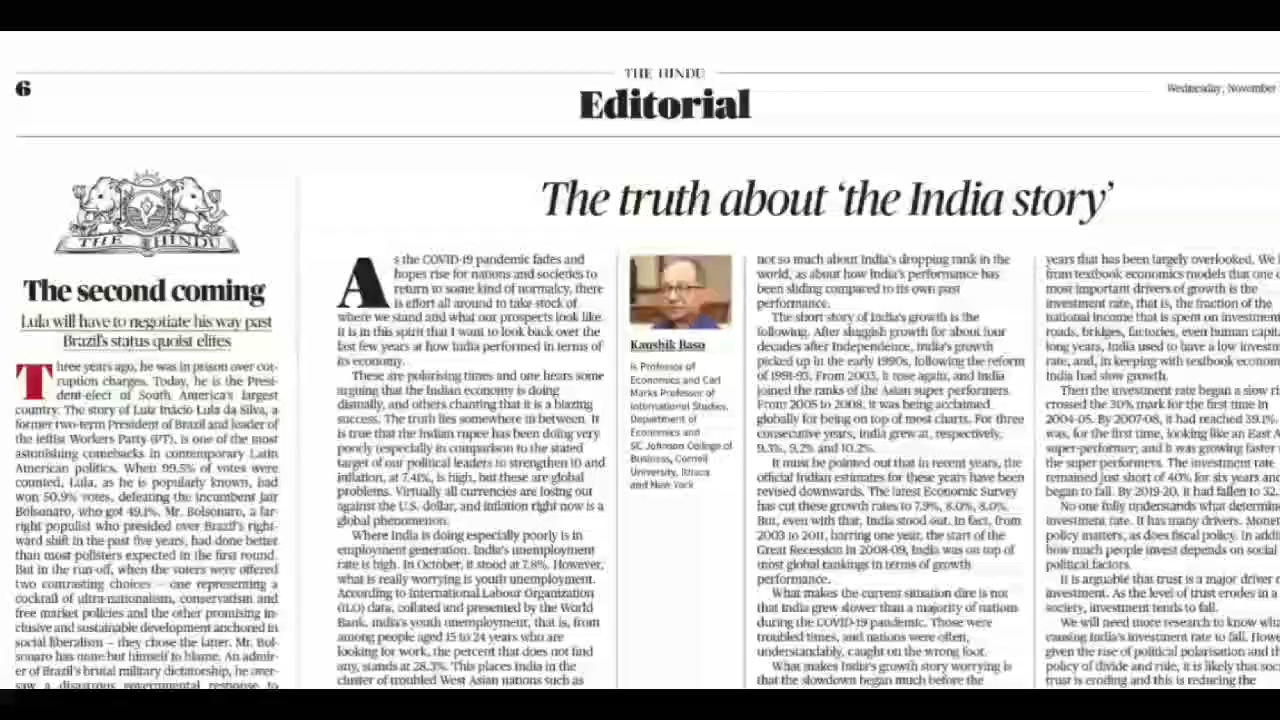 THE HINDU
6
Editorial
Wednesday, November
THE HINDU
The second coming
Lula will have to negotiate his way past
Brazil's status quoist elites
Three years ago, he was in prison over cor-
ruption charges. Today, he is the Presi-
dent-elect of South America's largest
country. The story of Luiz Inácio Lula da Silva, a
former two-term President of Brazil and leader of
the leftist Workers Party (PT), is one of the most
astonishing comebacks in contemporary Latin
American politics. When 99.5% of votes were
counted, Lula, as he is popularly known, had
won 50.9% votes, defeating the incumbent Jair
Bolsonaro, who got 49.1%. Mr. Bolsonaro, a far-
right populist who presided over Brazil's right-
ward shift in the past five years, had done better
than most pollsters expected in the first round.
But in the run-off, when the voters were offered
two contrasting choices — one representing a
cocktail of ultra-nationalism, conservatism and
free market policies and the other promising in-
clusive and sustainable development anchored in
social liberalism – they chose the latter. Mr. Bol-
sonaro has none but himself to blame. An admir-
er of Brazil's brutal military dictatorship, he over-
saw a disastrous governmental response to
The truth about 'the India story'
As the COVID-19 pandemic fades and
hopes rise for nations and societies to
return to some kind of normalcy, there
is effort all around to take stock of
where we stand and what our prospects look like.
It is in this spirit that I want to look back over the
last few years at how India performed in terms of
its economy.
These are polarising times and one hears some
arguing that the Indian economy is doing
dismally, and others chanting that it is a blazing
success. The truth lies somewhere in between. It
is true that the Indian rupee has been doing very
poorly (especially in comparison to the stated
target of our political leaders to strengthen it) and
inflation, at 7.41%, is high, but these are global
problems. Virtually all currencies are losing out
against the U.S. dollar, and inflation right now is a
global phenomenon.
Where India is doing especially poorly is in
employment generation. India's unemployment
rate is high. In October, it stood at 7.8%. However,
what is really worrying is youth unemployment.
According to International Labour Organization
(ILO) data, collated and presented by the World
Bank, India's youth unemployment, that is, from
among people aged 15 to 24 years who are
looking for work, the percent that does not find
any, stands at 28.3%. This places India in the
cluster of troubled West Asian nations such as
Kaushik Basu
is Professor of
Economics and Carl
Marks Professor of
International Studies,
Department of
Economics and
SC Johnson College of
Business, Cornell
University, Ithaca
and New York
not so much about India's dropping rank in the
world, as about how India's performance has
been sliding compared to its own past
performance.
The short story of India's growth is the
following. After sluggish growth for about four
decades after Independence, India's growth
picked up in the early 1990s, following the reform
of 1991-93. From 2003, it rose again, and India
joined the ranks of the Asian super performers.
From 2005 to 2008, it was being acclaimed
globally for being on top of most charts. For three
consecutive years, India grew at, respectively,
9.3%, 9.2% and 10.2%.
It must be pointed out that in recent years, the
official Indian estimates for these years have been
revised downwards. The latest Economic Survey
has cut these growth rates to 7.9%, 8.0%, 8.0%.
But, even with that, India stood out. In fact, from
2003 to 2011, barring one year, the start of the
Great Recession in 2008-09, India was on top of
most global rankings in terms of growth
performance.
What makes the current situation dire is not
that India grew slower than a majority of nations
during the COVID-19 pandemic. Those were
troubled times, and nations were often,
understandably, caught on the wrong foot.
What makes India's growth story worrying is
that the slowdown began much before the
years that has been largely overlooked. We
from textbook economics models that one
most important drivers of growth is the
investment rate, that is, the fraction of the
national income that is spent on investment
roads, bridges, factories, even human capit
long years, India used to have a low investm
rate, and, in keeping with textbook econom
India had slow growth.
Then the investment rate began a slow ri
crossed the 30% mark for the first time in
2004-05. By 2007-08, it had reached 39.1%
was, for the first time, looking like an East A
super-performer; and it was growing faster
the super performers. The investment rate
remained just short of 40% for six years an
began to fall. By 2019-20, it had fallen to 32.
No one fully understands what determin
investment rate. It has many drivers. Monet
policy matters, as does fiscal policy. In addi
how much people invest depends on social
political factors.
It is arguable that trust is a major driver o
investment. As the level of trust erodes in a
society, investment tends to fall.
We will need more research to know wha
causing India's investment rate to fall. Howe
given the rise of political polarisation and th
policy of divide and rule, it is likely that soc
trust is eroding and this is reducing the